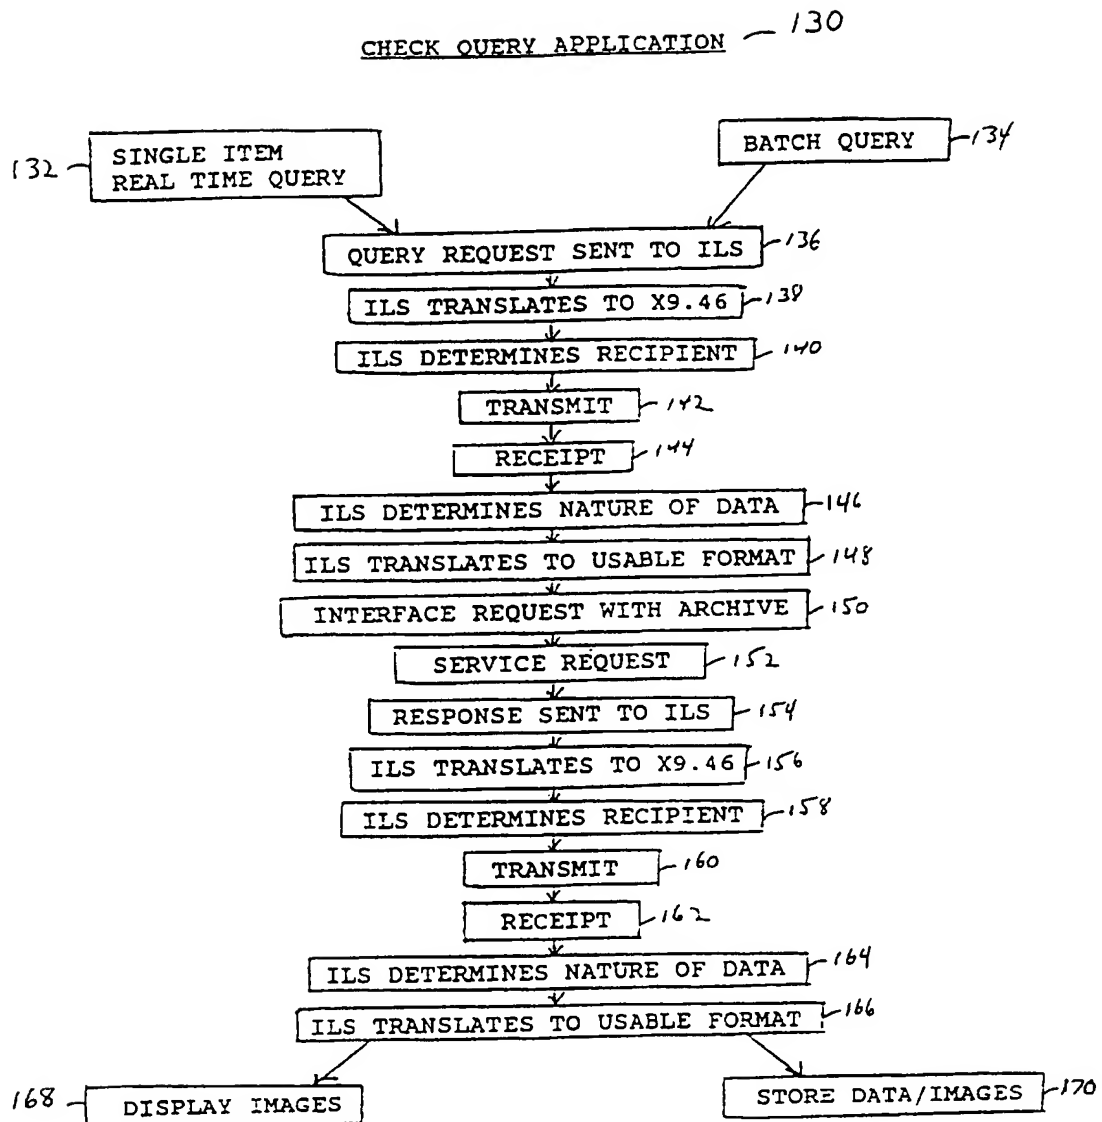 CHECK QUERY APPLICATION 130
132 SINGLE ITEM
REAL TIME QUERY
BATCH QUERY 134
QUERY REQUEST SENT TO ILS 136
ILS TRANSLATES TO X9.46 138
ILS DETERMINES RECIPIENT 140
TRANSMIT 142
RECEIPT 144
ILS DETERMINES NATURE OF DATA 146
ILS TRANSLATES TO USABLE FORMAT 148
INTERFACE REQUEST WITH ARCHIVE 150
SERVICE REQUEST 152
RESPONSE SENT TO ILS 154
ILS TRANSLATES TO X9.46 156
ILS DETERMINES RECIPIENT 158
TRANSMIT 160
RECEIPT 162
ILS DETERMINES NATURE OF DATA 164
ILS TRANSLATES TO USABLE FORMAT 166
168 DISPLAY IMAGES
STORE DATA/IMAGES 170